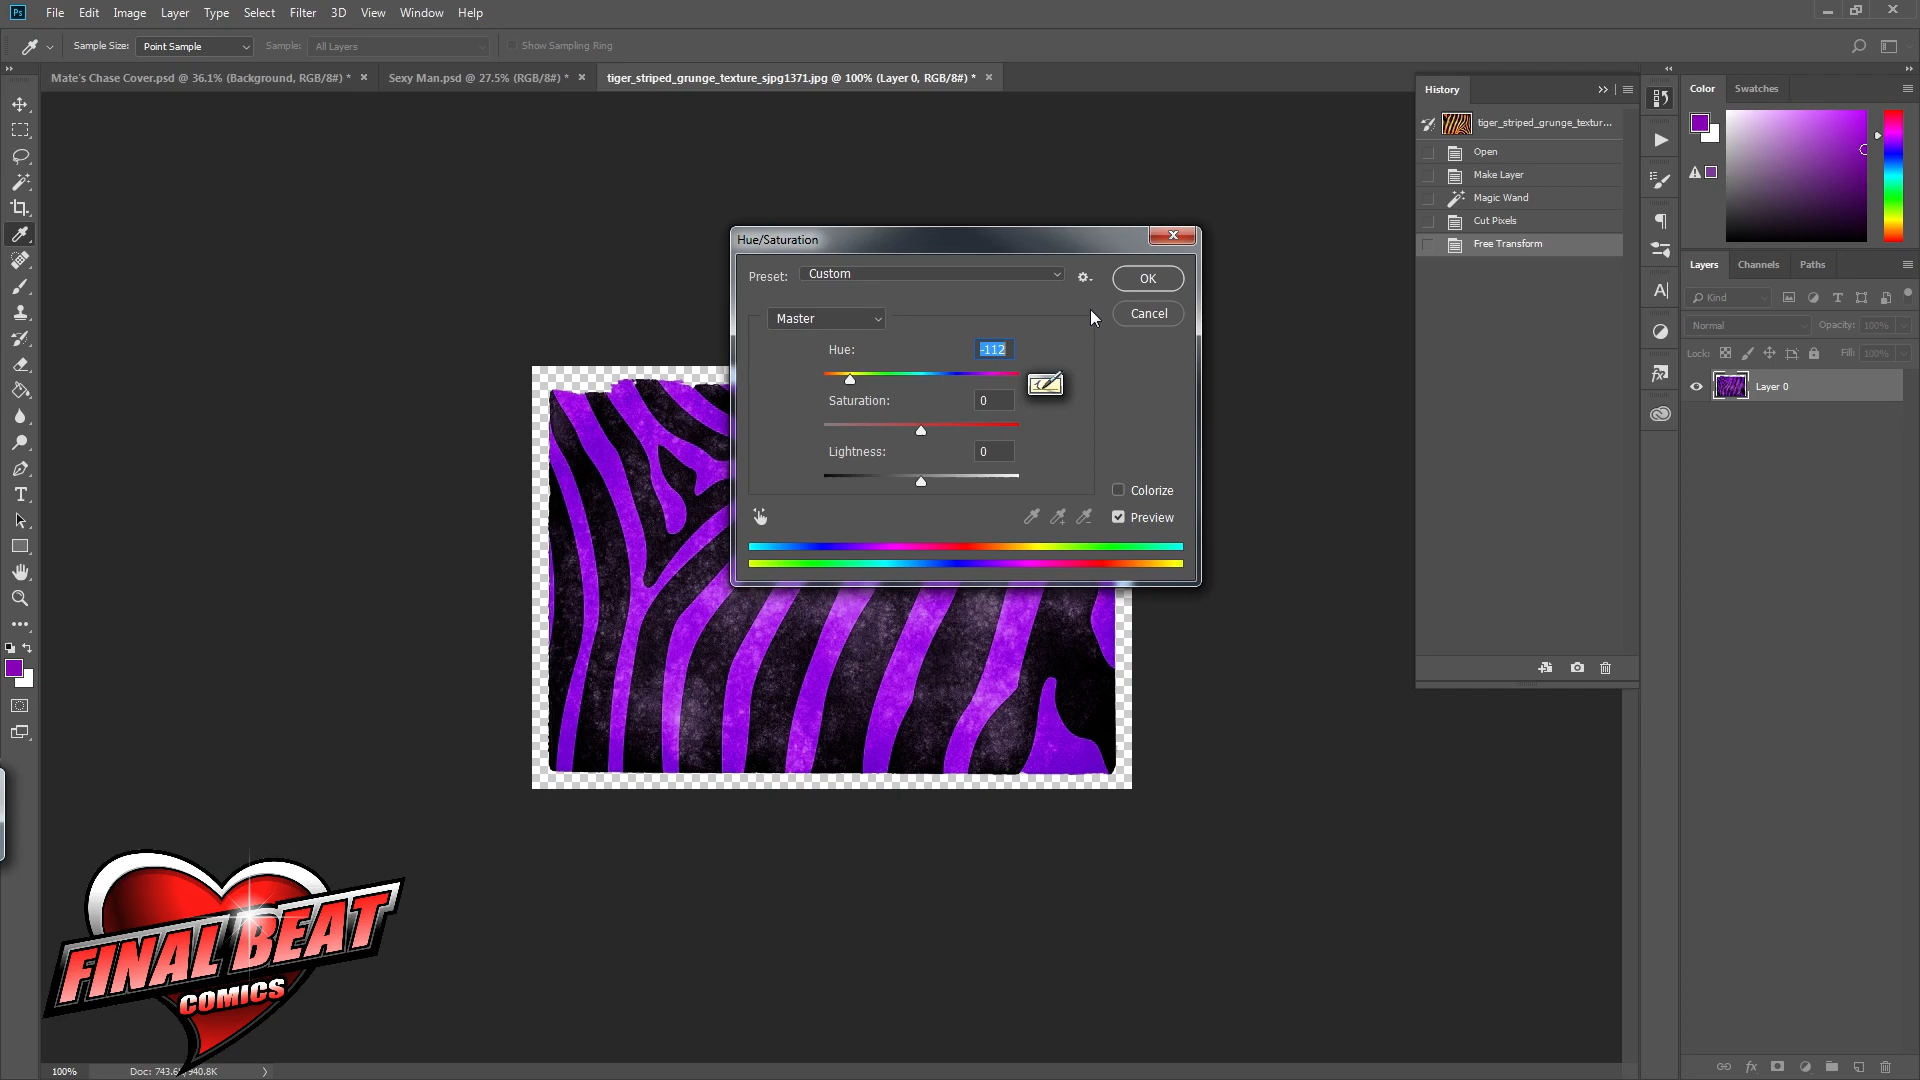 Ps File Edit Image Layer Type Select Filter 3D View Window Help
Sample Size: Point Sample Sample: All Layers Show Sampling Ring
Mate's Chase Cover.psd @ 36.1% (Background, RGB/8#) * × Sexy Man.psd @ 27.5% (RGB/8#) * × tiger_striped_grunge_texture_sjpg1371.jpg @ 100% (Layer 0, RGB/8#) * ×
History
tiger_striped_grunge_textur...
Open
Make Layer
Magic Wand
Cut Pixels
Free Transform
Color Swatches
Layers Channels Paths
Kind
Normal Opacity: 100%
Lock: Fill: 100%
Layer 0
Hue/Saturation
Preset: Custom
OK
Cancel
Master
Hue: -112
Saturation: 0
Lightness: 0
Colorize
Preview
FINAL BEAT
COMICS
100% Doc: 743.6K/940.8K